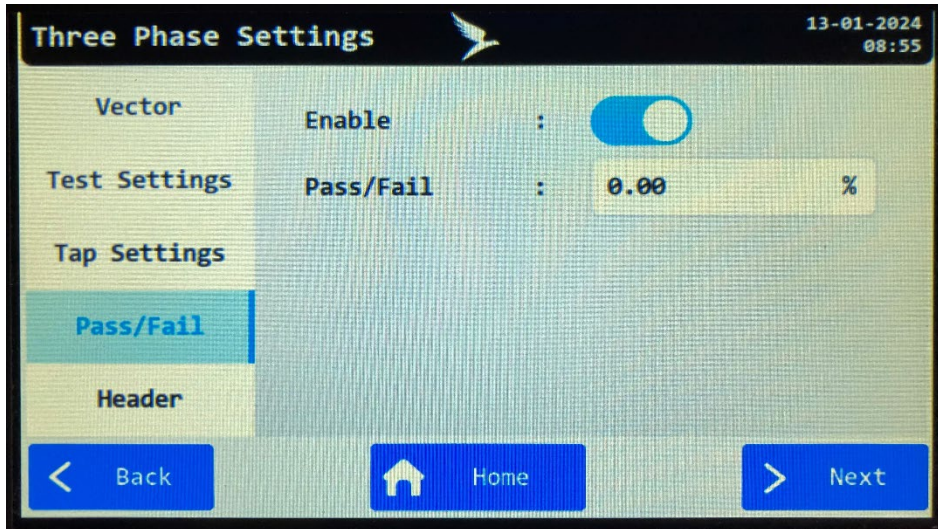 Three Phase Settings
13-01-2024
08:55
Vector
Test Settings
Tap Settings
Pass/Fail
Header
Enable :
Pass/Fail : 0.00 %
Back
Home
Next